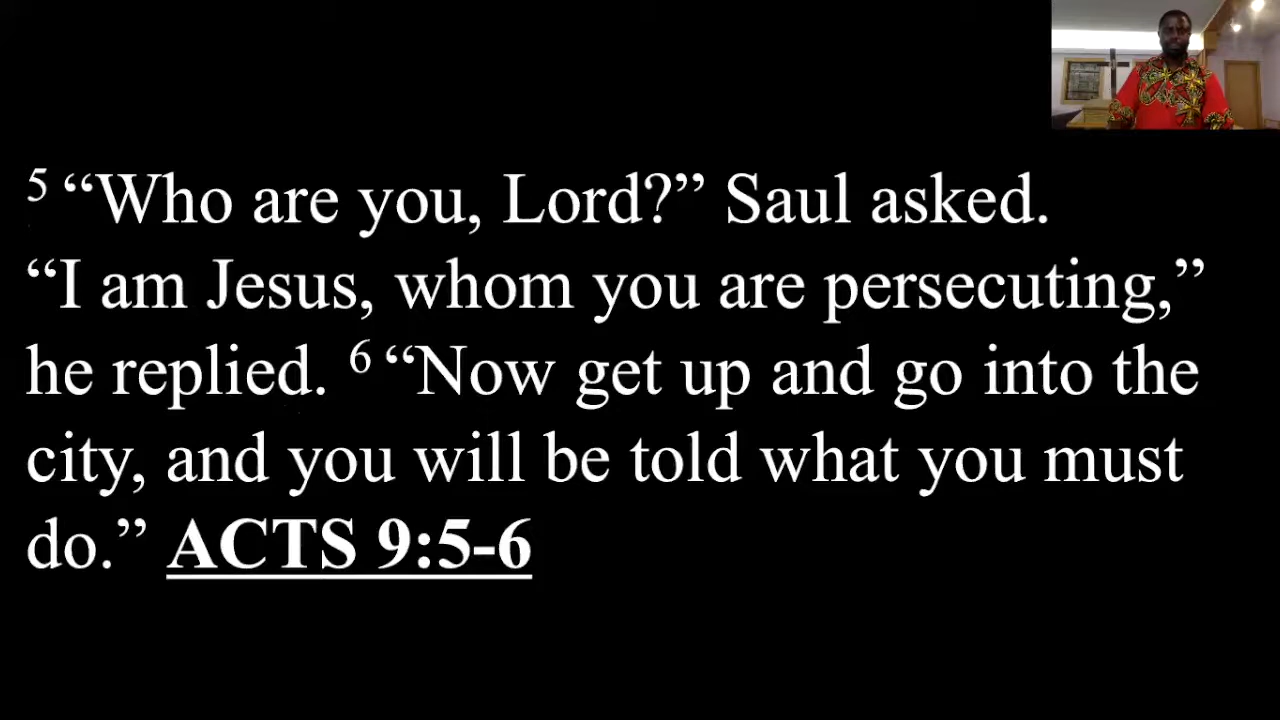 5 “Who are you, Lord?” Saul asked.
“I am Jesus, whom you are persecuting,”
he replied. 6 “Now get up and go into the
city, and you will be told what you must
do.” ACTS 9:5-6